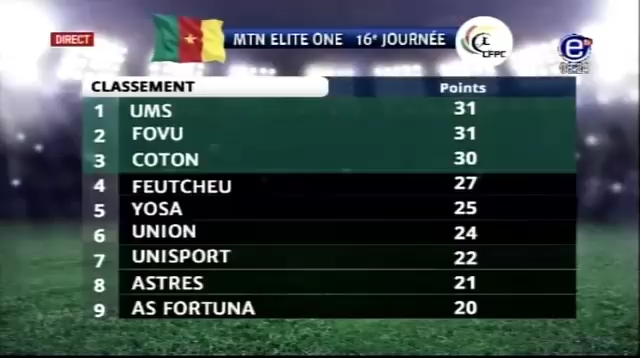 DIRECT
MTN ELITE ONE 16e JOURNÉE
LFPC
CLASSEMENT Points
1 UMS 31
2 FOVU 31
3 COTON 30
4 FEUTCHEU 27
5 YOSA 25
6 UNION 24
7 UNISPORT 22
8 ASTRES 21
9 AS FORTUNA 20